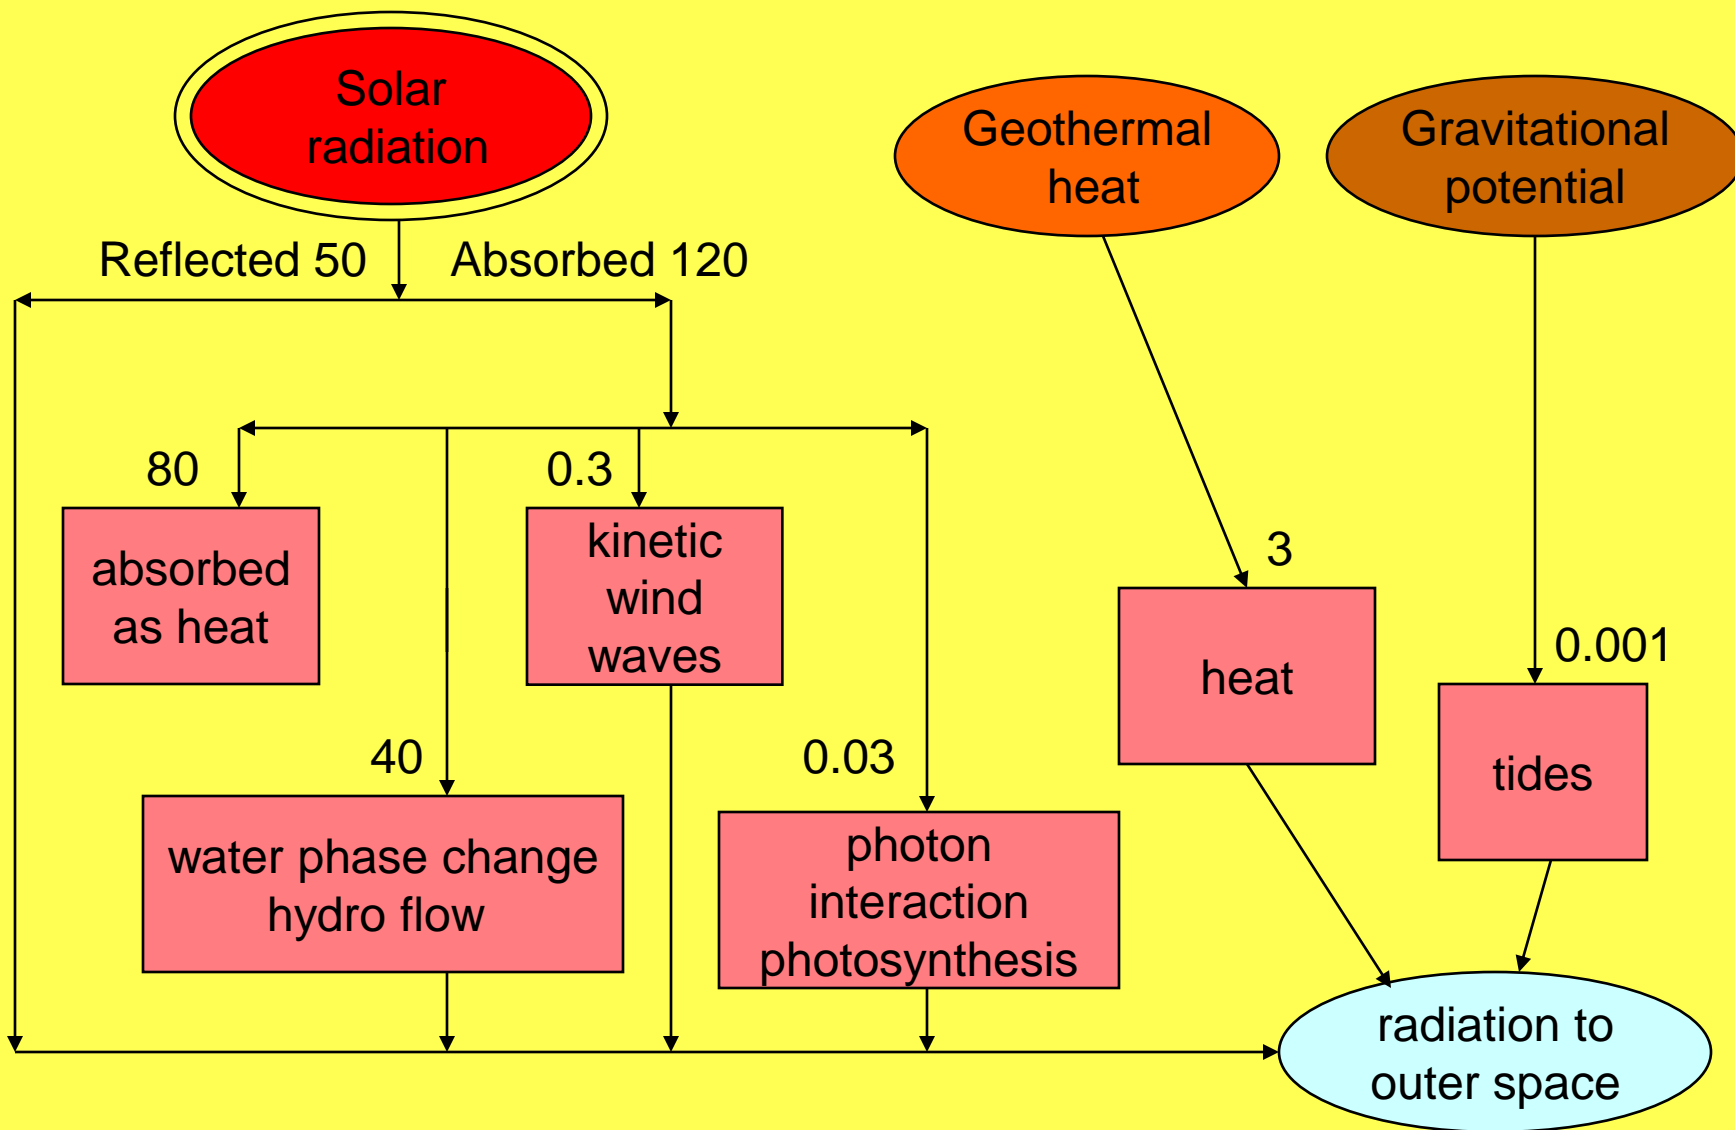 Solar
radiation
Geothermal
heat
Gravitational
potential
Reflected 50
Absorbed 120
80
0.3
absorbed
as heat
kinetic
wind
waves
3
heat
0.001
tides
40
0.03
water phase change
hydro flow
photon
interaction
photosynthesis
radiation to
outer space